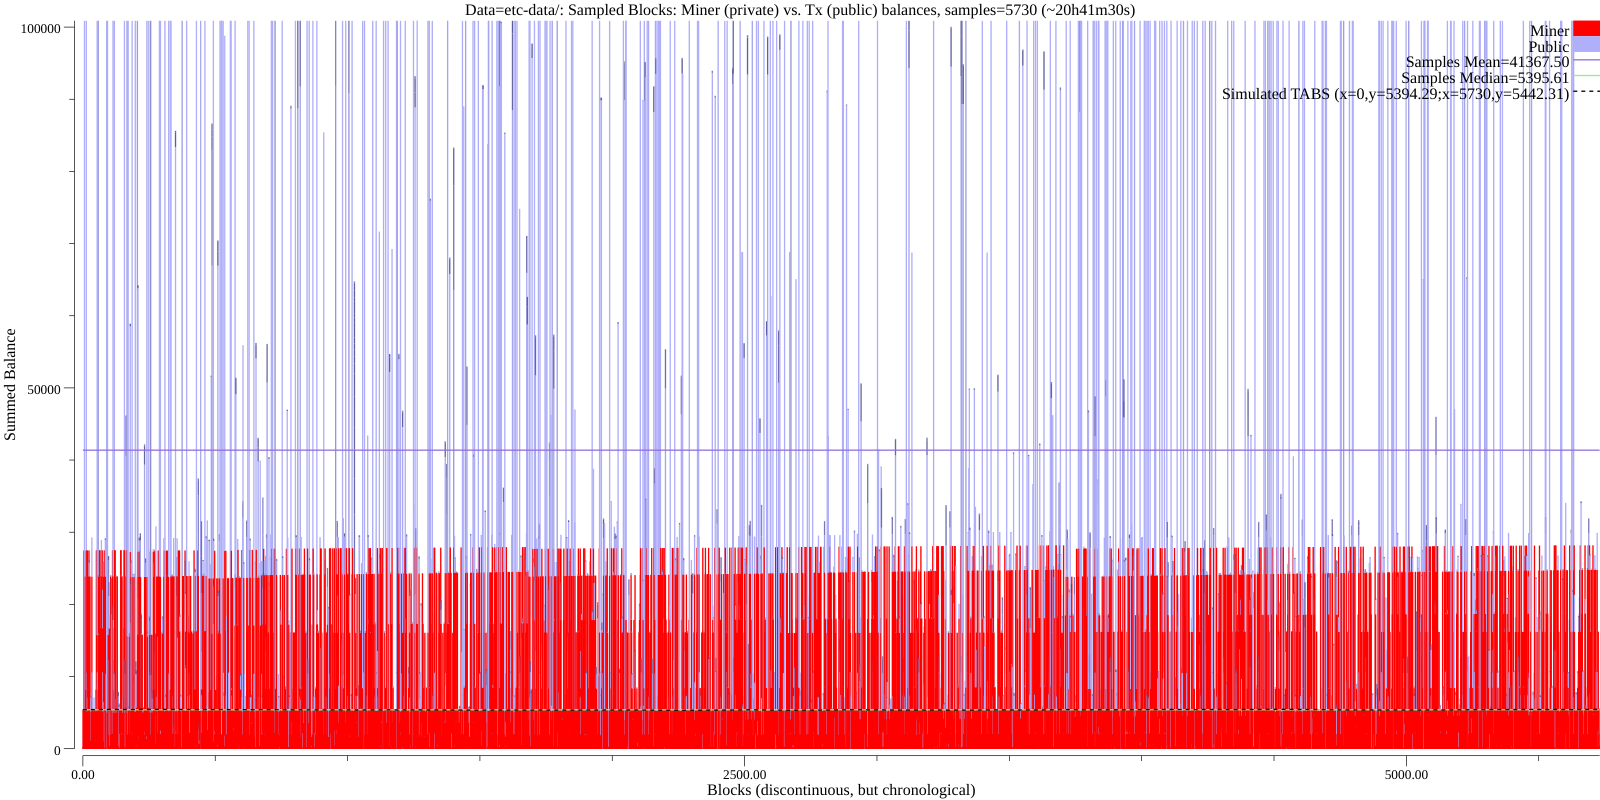 Data=etc-data/: Sampled Blocks: Miner (private) vs. Tx (public) balances, samples=5730 (~20h41m30s)
100000
Miner
Public
Samples Mean=41367.50
Samples Median=5395.61
Simulated TABS (x=0,y=5394.29;x=5730,y=5442.31)
50000
Summed Balance
0
0.00
2500.00
5000.00
Blocks (discontinuous, but chronological)